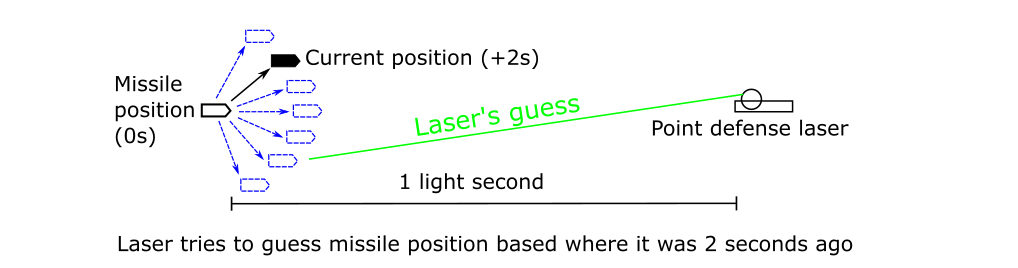 Current position (+2s)
Missile
position
(0s)
Laser's guess
Point defense laser
1 light second
Laser tries to guess missile position based where it was 2 seconds ago